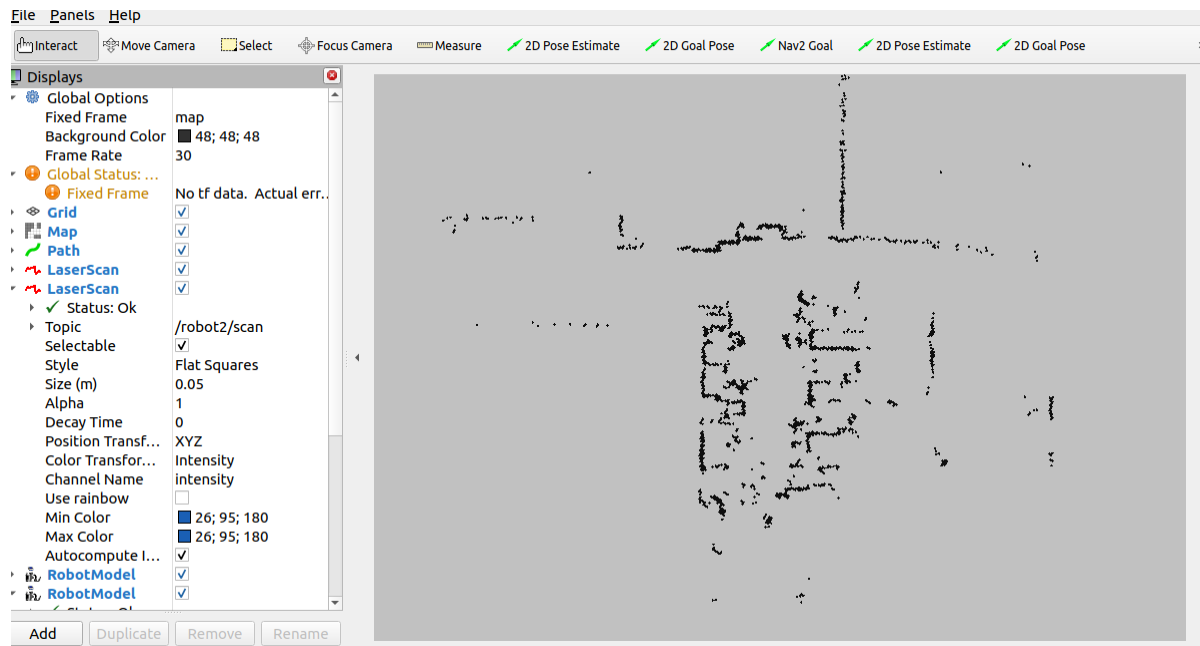 File Panels Help
Interact Move Camera Select Focus Camera Measure 2D Pose Estimate 2D Goal Pose Nav2 Goal 2D Pose Estimate 2D Goal Pose
Displays
Global Options
Fixed Frame map
Background Color 48; 48; 48
Frame Rate 30
Global Status: ...
Fixed Frame No tf data. Actual err..
Grid
Map
Path
LaserScan
LaserScan
Status: Ok
Topic /robot2/scan
Selectable
Style Flat Squares
Size (m) 0.05
Alpha 1
Decay Time 0
Position Transf... XYZ
Color Transfor... Intensity
Channel Name intensity
Use rainbow
Min Color 26; 95; 180
Max Color 26; 95; 180
Autocompute I...
RobotModel
RobotModel
Add Duplicate Remove Rename